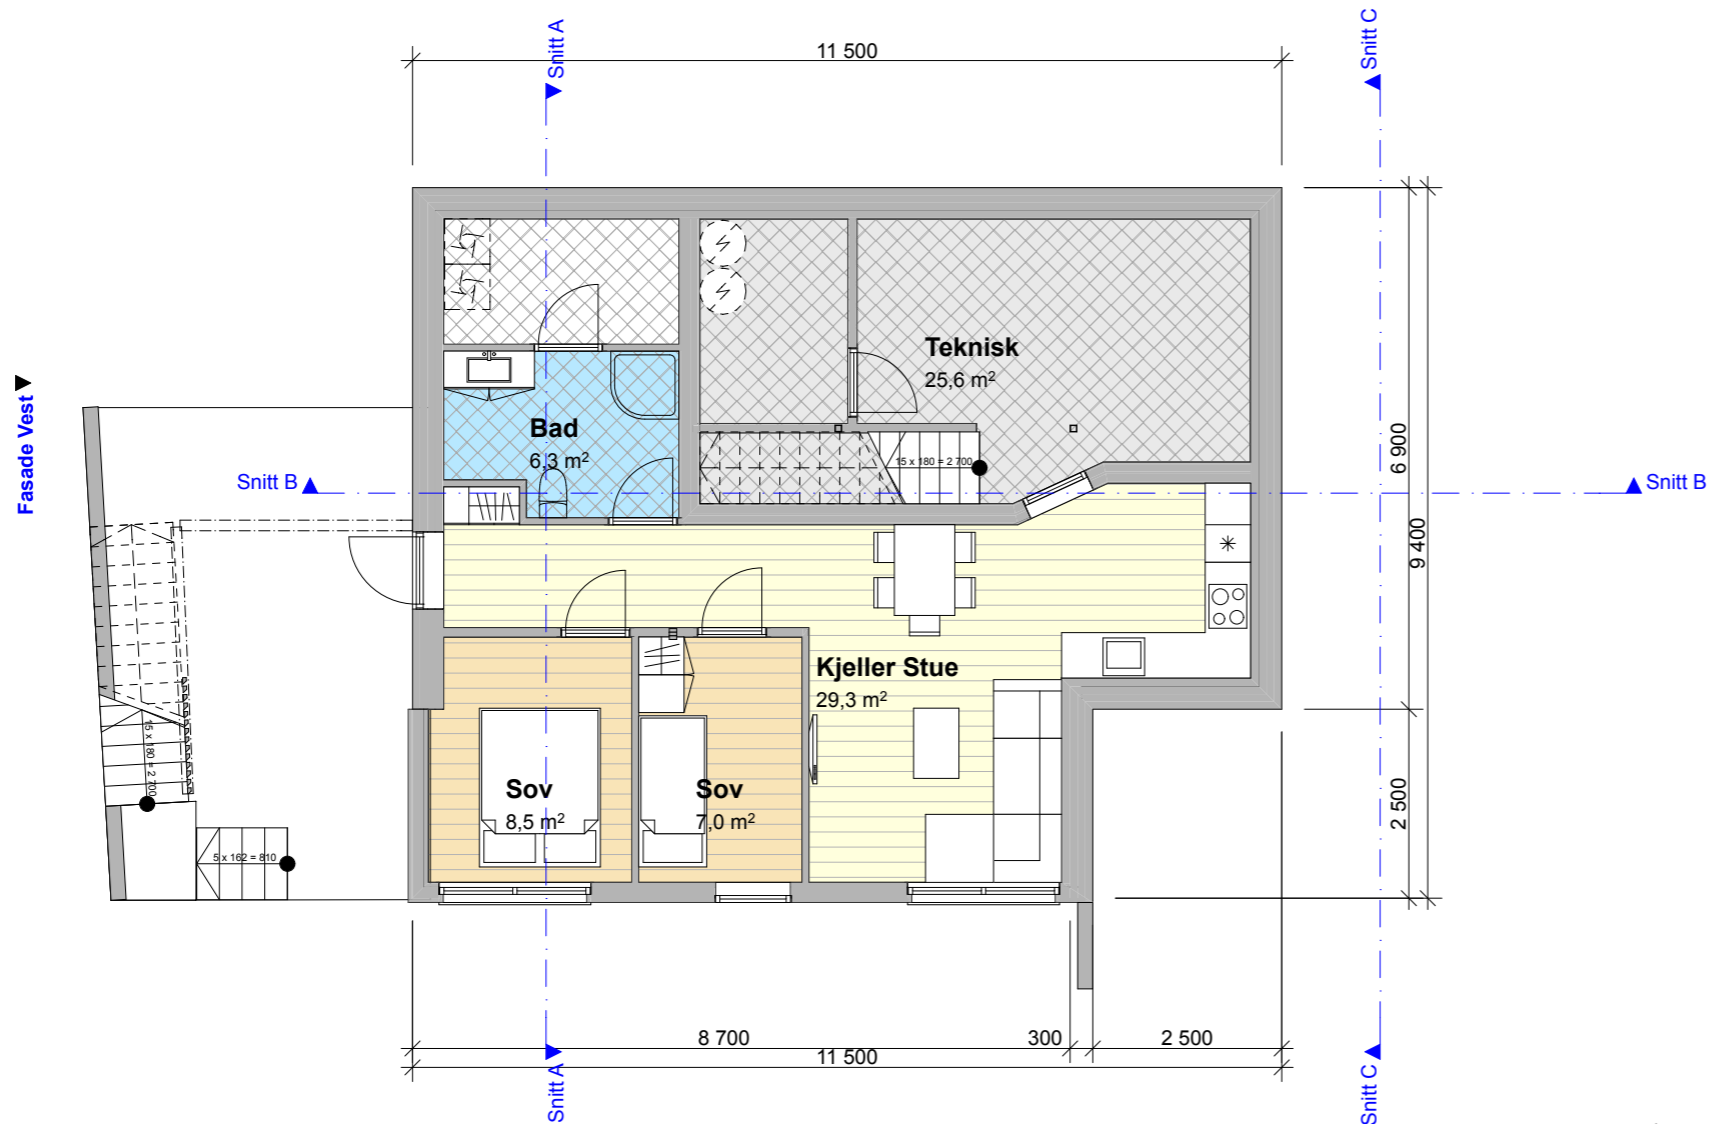 Snitt A
Snitt C
11 500
Teknisk
25,6 m²
Fasade Vest
Bad
6,3 m²
15 x 180 = 2 700
6 900
9 400
Snitt B
Snitt B
Kjeller Stue
29,3 m²
15 x 180 = 2 700
Sov
8,5 m²
Sov
7,0 m²
2 500
5 x 162 = 810
8 700
300
2 500
11 500
Snitt A
Snitt C